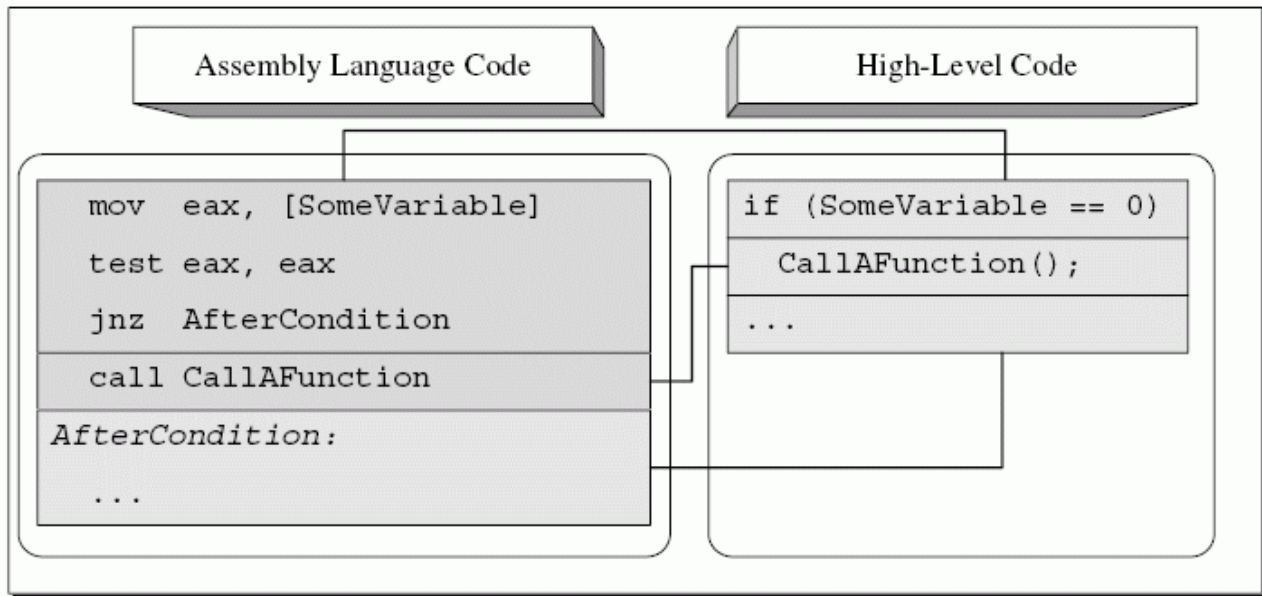 Assembly Language Code
High-Level Code
mov eax, [SomeVariable]
test eax, eax
jnz AfterCondition
call CallAFunction
AfterCondition:
...
if (SomeVariable == 0)
CallAFunction();
...